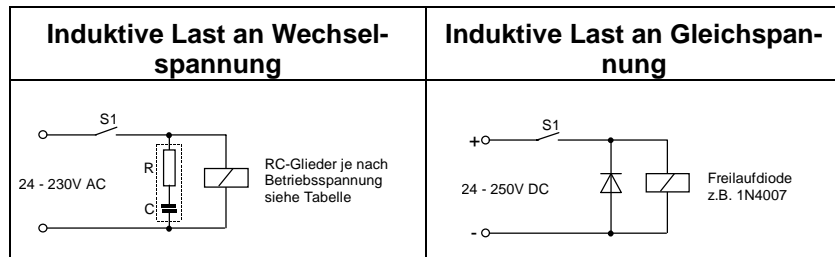 Induktive Last an Wechsel-
spannung
Induktive Last an Gleichspan-
nung
S1
R
C
24 - 230V AC
RC-Glieder je nach
Betriebsspannung
siehe Tabelle
S1
+
24 - 250V DC
-
Freilaufdiode
z.B. 1N4007